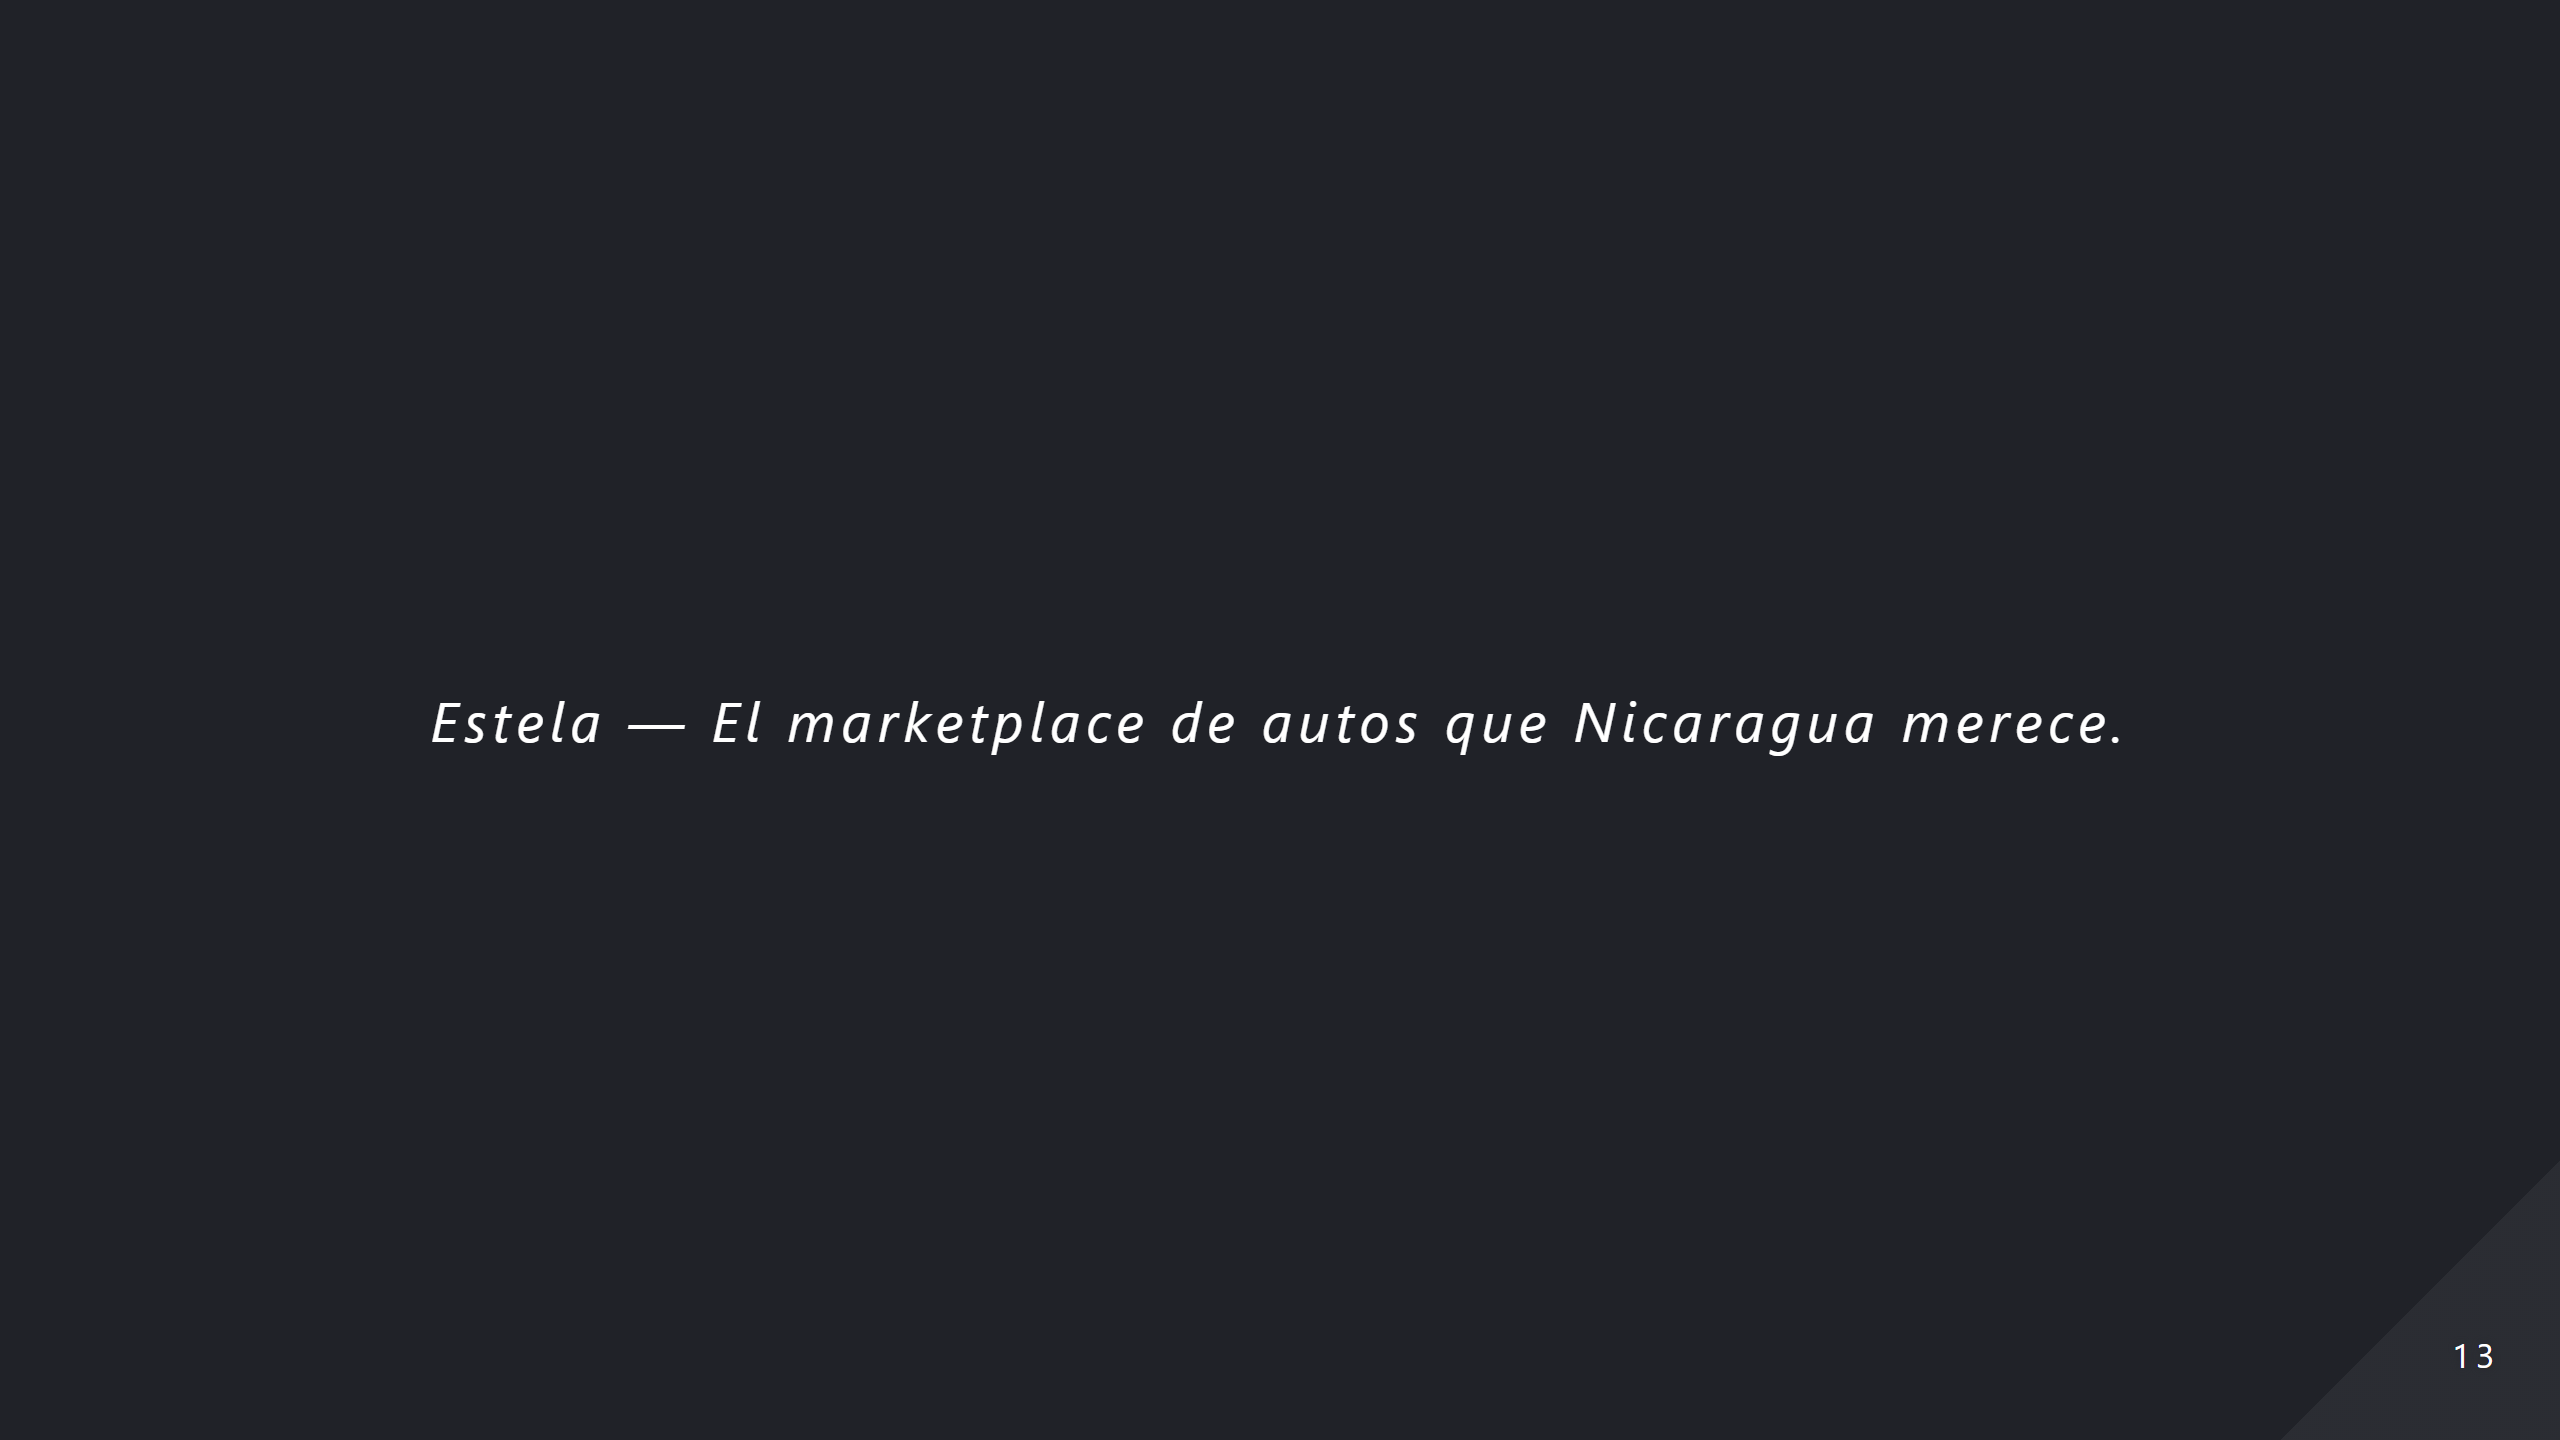 Estela — El marketplace de autos que Nicaragua merece.
13